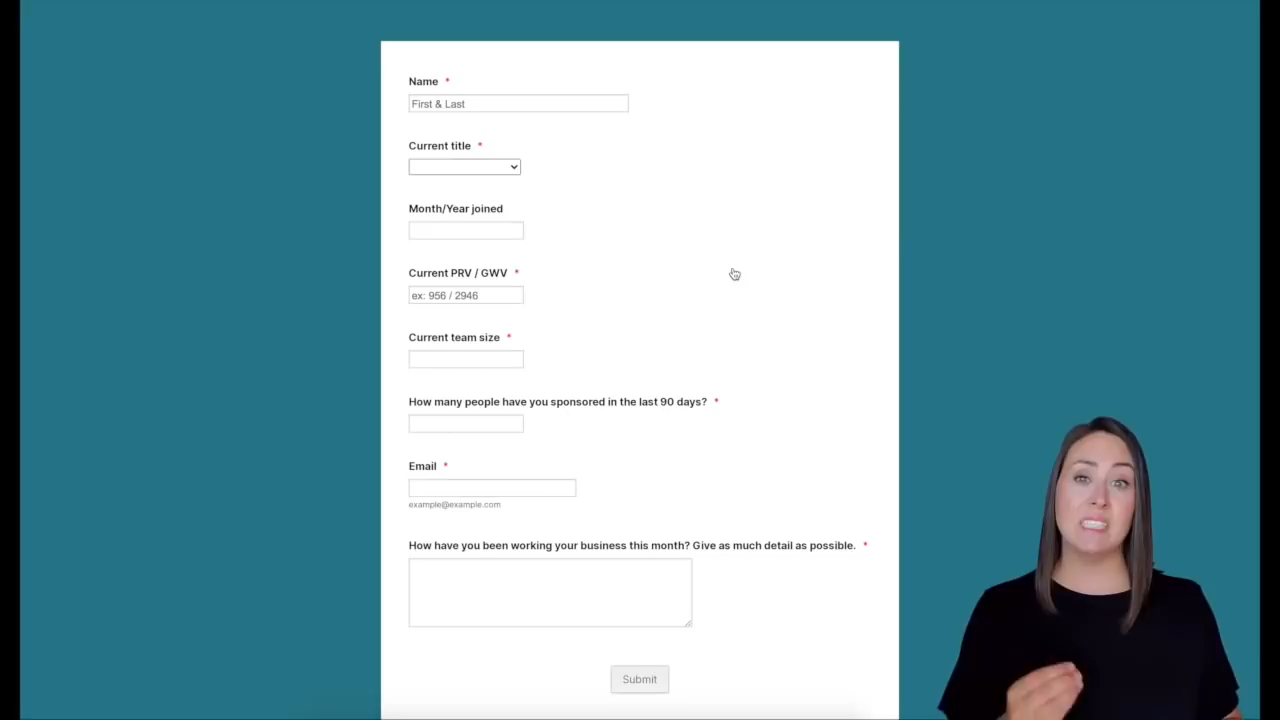 Name *
First & Last
Current title *
Month/Year joined
Current PRV / GWV *
ex: 956 / 2946
Current team size *
How many people have you sponsored in the last 90 days? *
Email *
example@example.com
How have you been working your business this month? Give as much detail as possible. *
Submit